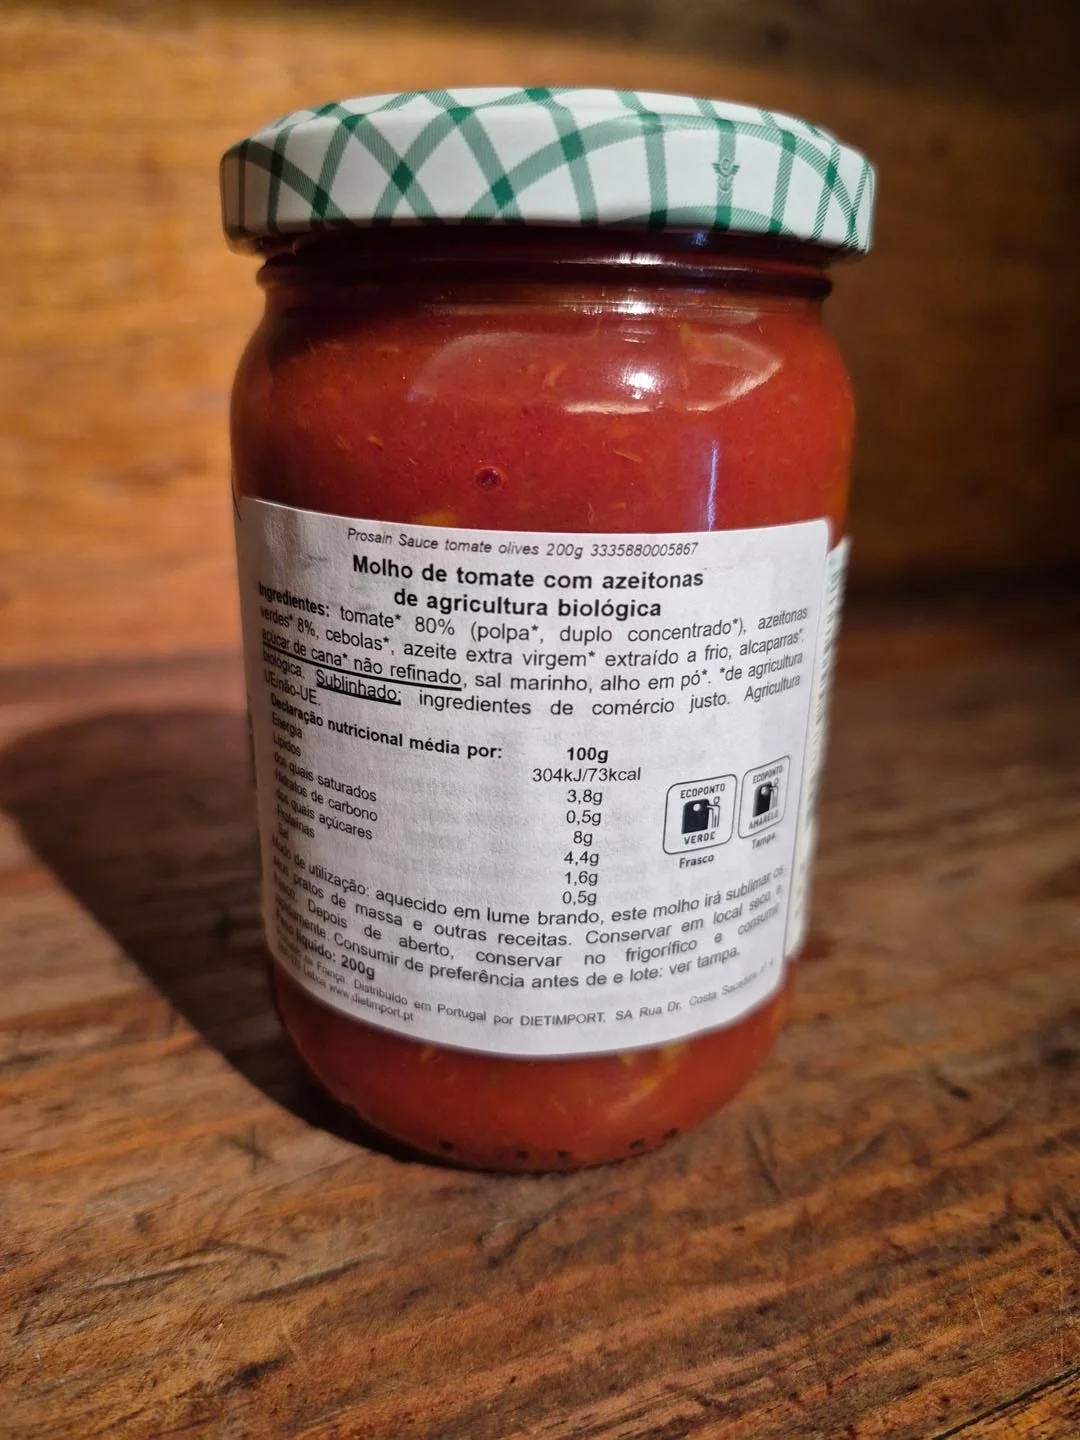 Prosain Sauce tomate olives 200g 3335880005867
Molho de tomate com azeitonas
de agricultura biológica
Ingredientes: tomate* 80% (polpa*, duplo concentrado*), azeitonas
verdes* 8%, cebolas*, azeite extra virgem* extraído a frio, alcaparras*,
açucar de cana* não refinado, sal marinho, alho em pó*. *de agricultura
biológica. Sublinhado: ingredientes de comércio justo. Agricultura
UE/não-UE.
Declaração nutricional média por: 100g
Energia 304kJ/73kcal
Lípidos 3,8g
dos quais saturados 0,5g
Hidratos de carbono 8g
dos quais açúcares 4,4g
Proteínas 1,6g
Sal 0,5g
ECOPONTO
VERDE
Frasco
ECOPONTO
AMARELO
Tampa
Modo de utilização: aquecido em lume brando, este molho irá sublimar os
seus pratos de massa e outras receitas. Conservar em local seco e
fresco. Depois de aberto, conservar no frigorífico e consumir
rapidamente. Consumir de preferência antes de e lote: ver tampa.
Peso líquido: 200g
França. Distribuído em Portugal por DIETIMPORT, SA Rua Dr. Costa Sacadura, nº
Lisboa www.dietimport.pt